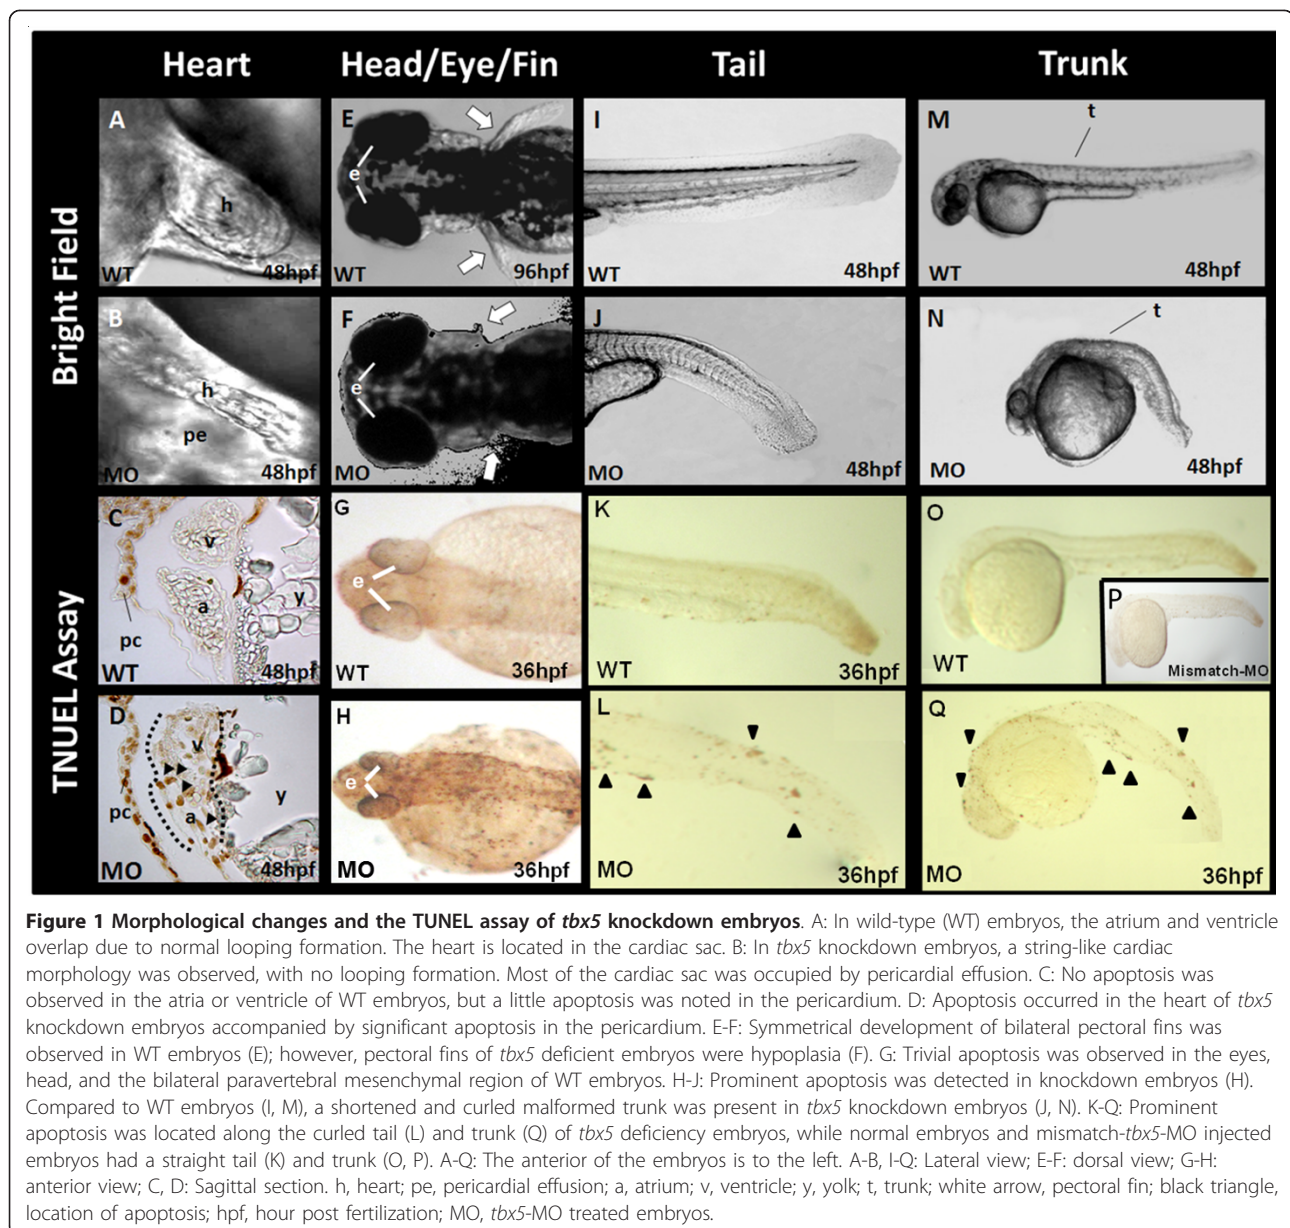 Heart
Head/Eye/Fin
Tail
Trunk
Bright Field
A
h
WT
48hpf
E
e
WT
96hpf
I
WT
48hpf
M
t
WT
48hpf
B
h
pe
MO
48hpf
F
e
MO
J
MO
48hpf
N
t
MO
48hpf
TNUEL Assay
C
v
a
y
pc
WT
48hpf
G
e
WT
36hpf
K
WT
36hpf
O
WT
P
Mismatch-MO
D
v
pc
a
y
MO
48hpf
H
e
MO
36hpf
L
MO
36hpf
Q
MO
36hpf
Figure 1 Morphological changes and the TUNEL assay of tbx5 knockdown embryos. A: In wild-type (WT) embryos, the atrium and ventricle
overlap due to normal looping formation. The heart is located in the cardiac sac. B: In tbx5 knockdown embryos, a string-like cardiac
morphology was observed, with no looping formation. Most of the cardiac sac was occupied by pericardial effusion. C: No apoptosis was
observed in the atria or ventricle of WT embryos, but a little apoptosis was noted in the pericardium. D: Apoptosis occurred in the heart of tbx5
knockdown embryos accompanied by significant apoptosis in the pericardium. E-F: Symmetrical development of bilateral pectoral fins was
observed in WT embryos (E); however, pectoral fins of tbx5 deficient embryos were hypoplasia (F). G: Trivial apoptosis was observed in the eyes,
head, and the bilateral paravertebral mesenchymal region of WT embryos. H-J: Prominent apoptosis was detected in knockdown embryos (H).
Compared to WT embryos (I, M), a shortened and curled malformed trunk was present in tbx5 knockdown embryos (J, N). K-Q: Prominent
apoptosis was located along the curled tail (L) and trunk (Q) of tbx5 deficiency embryos, while normal embryos and mismatch-tbx5-MO injected
embryos had a straight tail (K) and trunk (O, P). A-Q: The anterior of the embryos is to the left. A-B, I-Q: Lateral view; E-F: dorsal view; G-H:
anterior view; C, D: Sagittal section. h, heart; pe, pericardial effusion; a, atrium; v, ventricle; y, yolk; t, trunk; white arrow, pectoral fin; black triangle,
location of apoptosis; hpf, hour post fertilization; MO, tbx5-MO treated embryos.